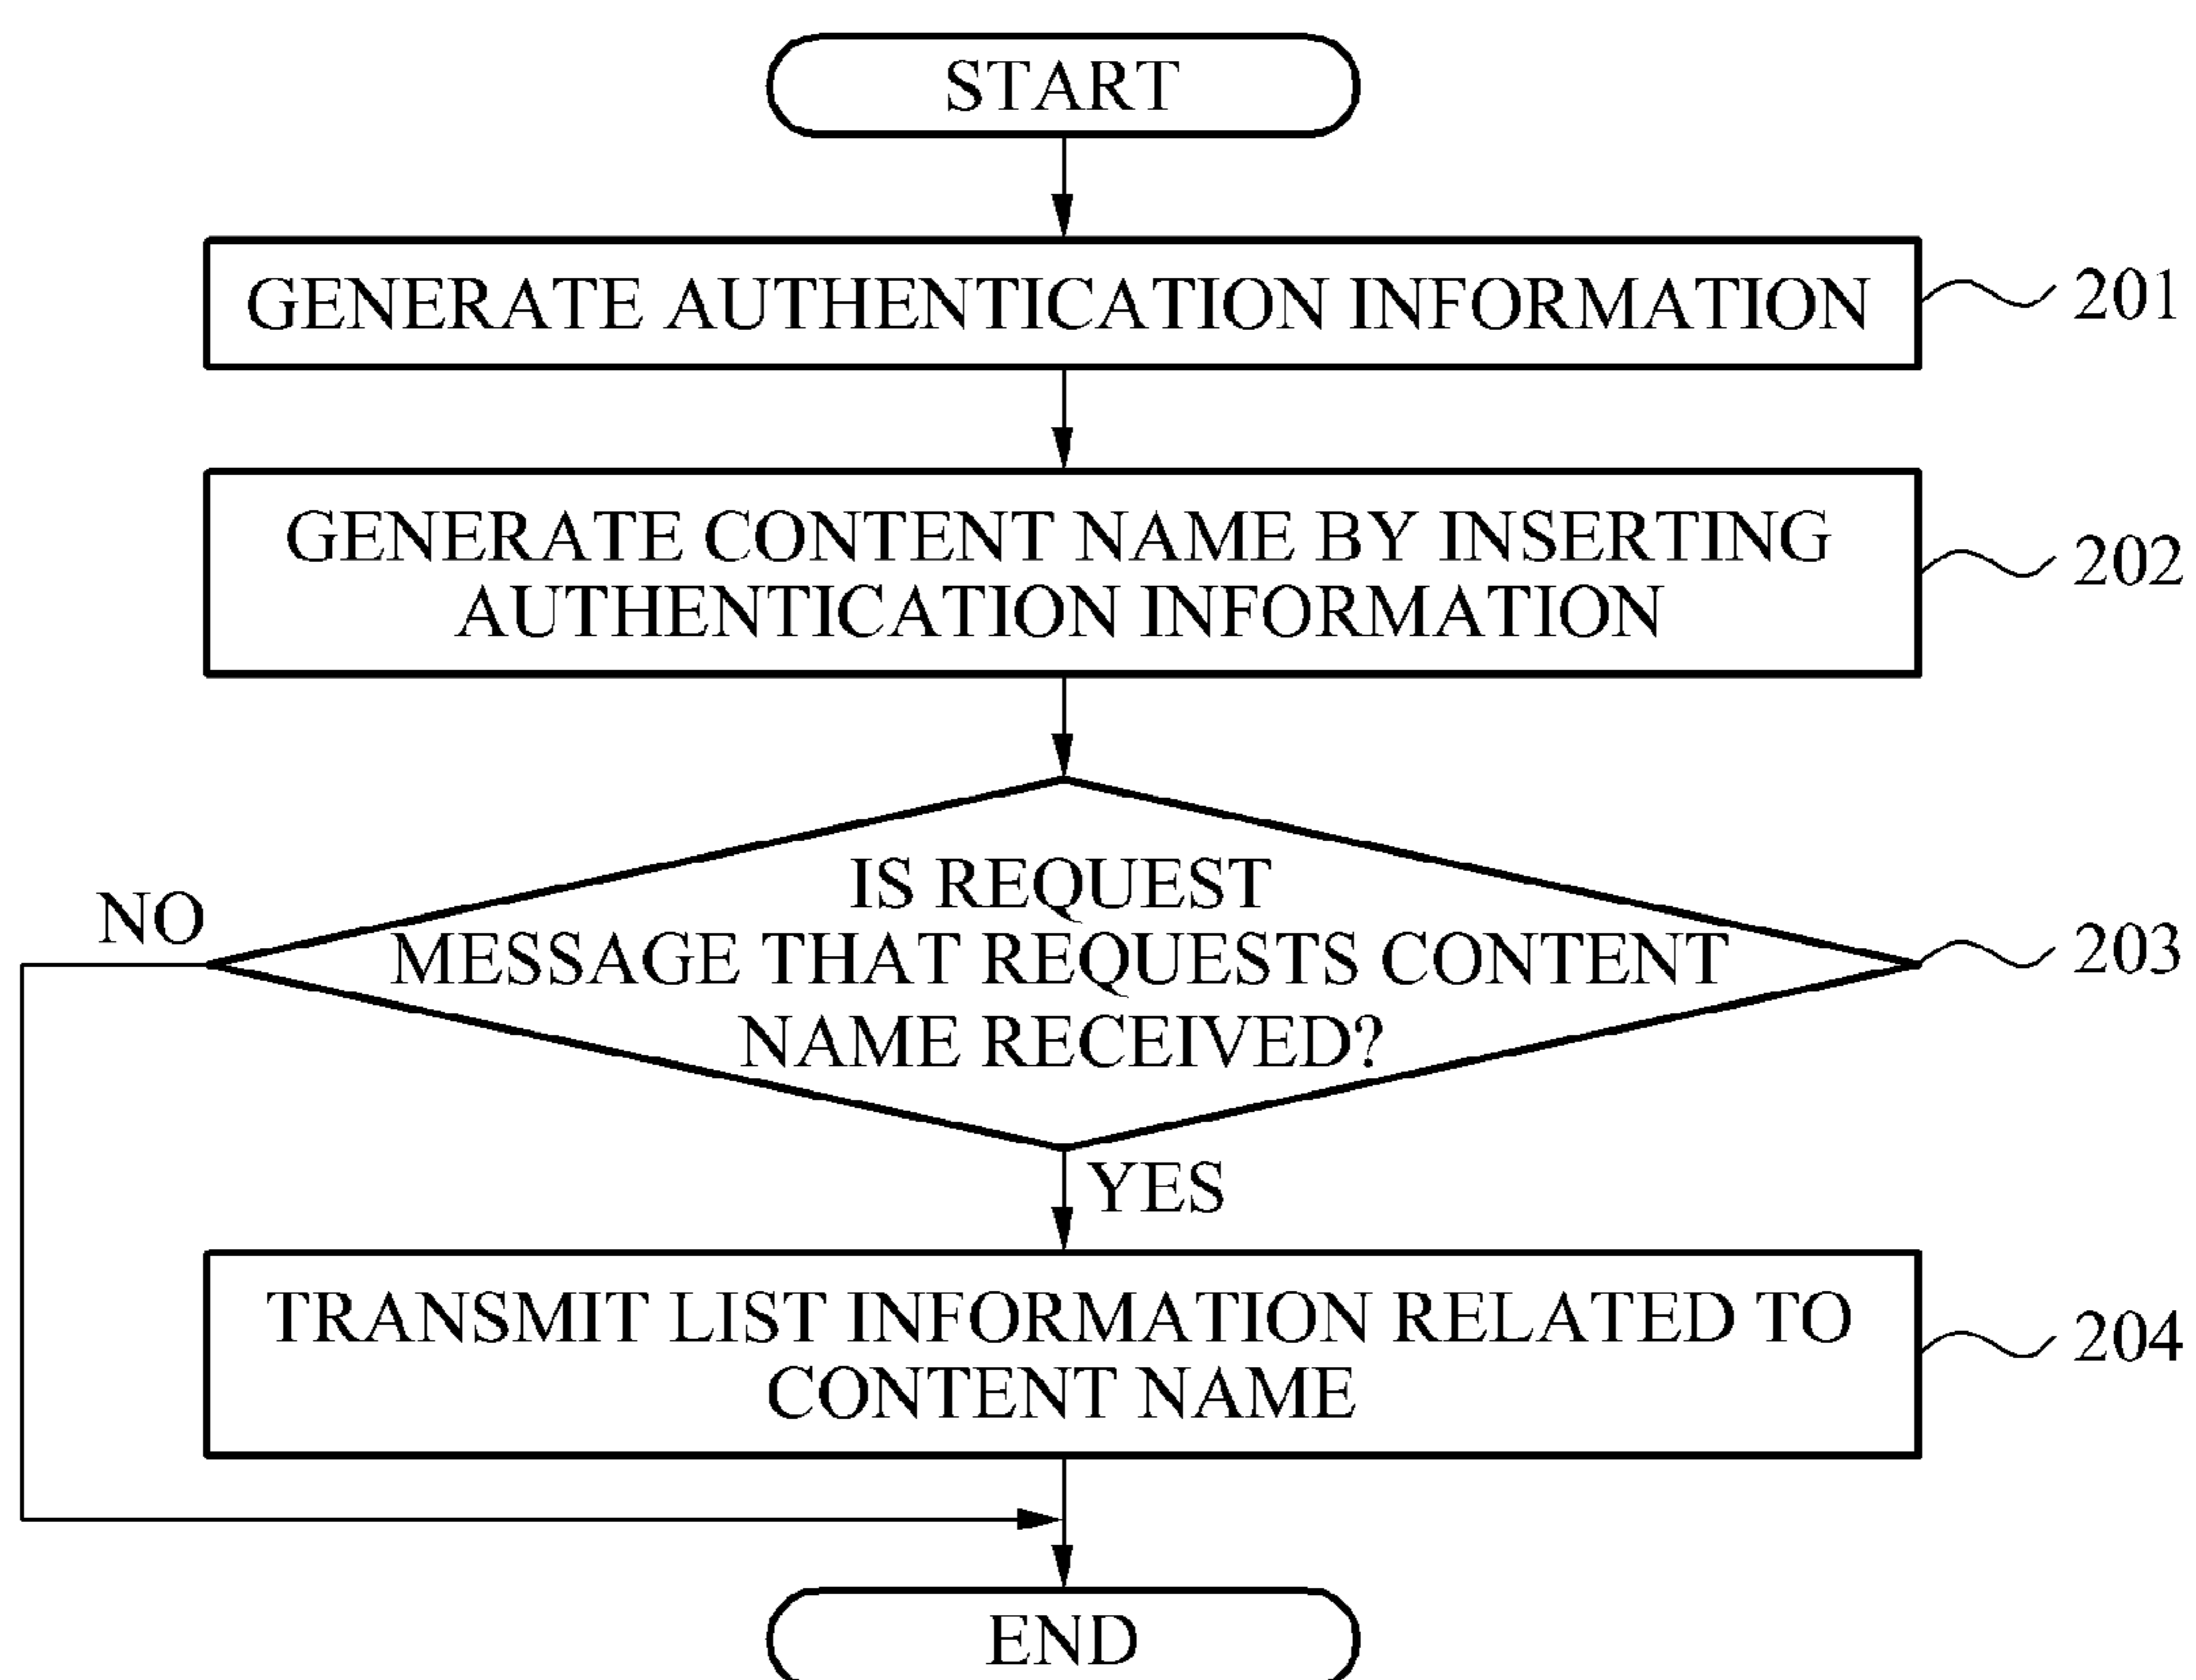 START
GENERATE AUTHENTICATION INFORMATION
201
GENERATE CONTENT NAME BY INSERTING
AUTHENTICATION INFORMATION
202
IS REQUEST
MESSAGE THAT REQUESTS CONTENT
NAME RECEIVED?
203
NO
YES
TRANSMIT LIST INFORMATION RELATED TO
CONTENT NAME
204
END